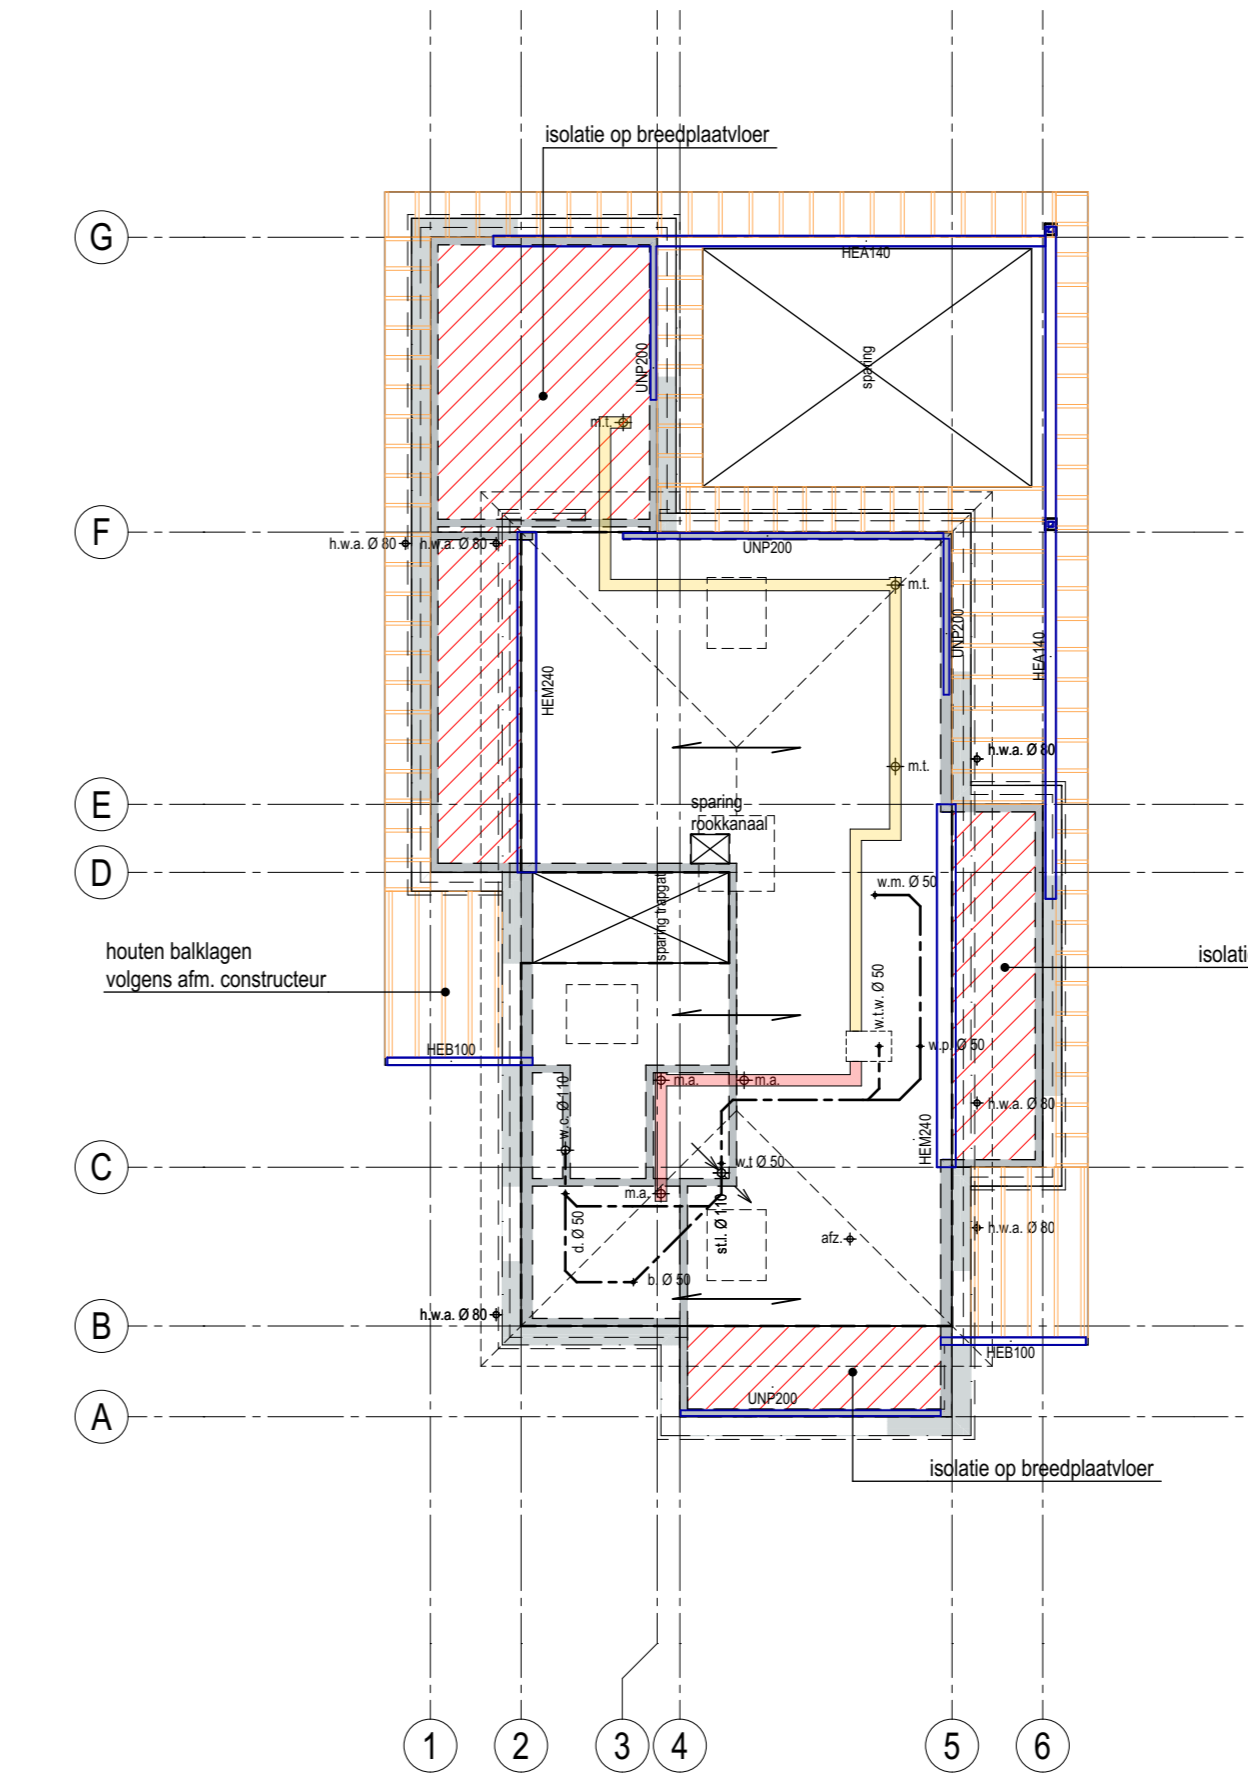 isolatie op breedplaatvloer
G
HEA140
UNP200
sparing
m.t.
F
h.w.a. Ø 80
h.w.a. Ø 80
UNP200
m.t.
UNP200
HEA140
HEM240
h.w.a. Ø 80
m.t.
E
sparing
rookkanaal
D
w.m. Ø 50
sparing trapgat
houten balklagen
volgens afm. constructeur
isolatie
w.t.w. Ø 50
HEB100
w.p. Ø 50
m.a.
m.a.
w.c. Ø 110
h.w.a. Ø 80
HEM240
C
w.t Ø 50
m.a.
d. Ø 50
st.l. Ø 110
h.w.a. Ø 80
afz.
b. Ø 50
h.w.a. Ø 80
B
HEB100
UNP200
A
isolatie op breedplaatvloer
1
2
3
4
5
6